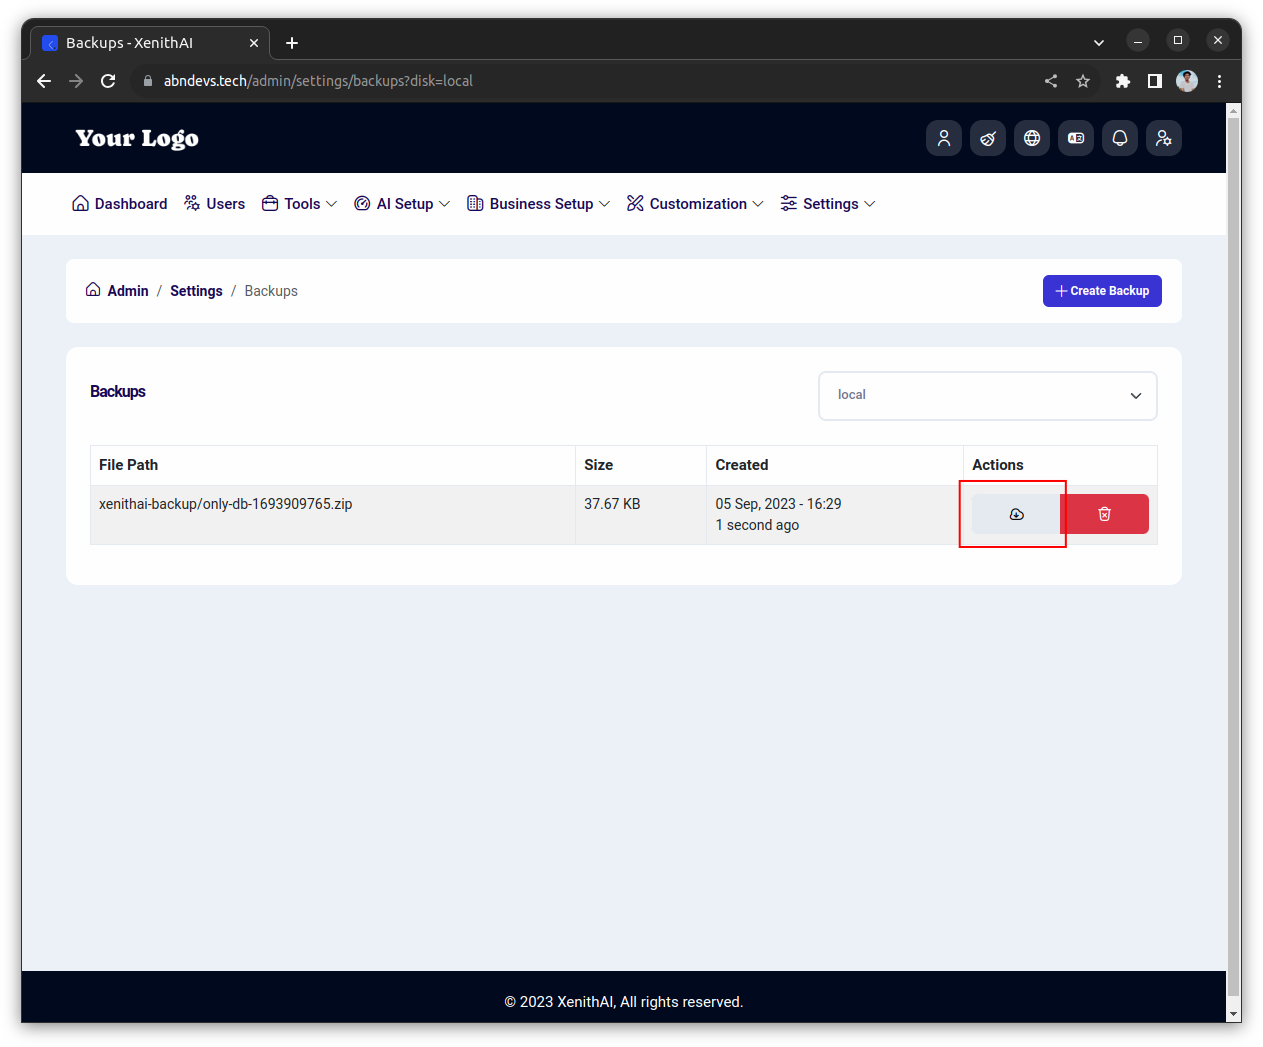 Backups - XenithAI
abndevs.tech/admin/settings/backups?disk=local
Your Logo
Dashboard Users Tools AI Setup Business Setup Customization Settings
Admin / Settings / Backups
Create Backup
Backups
local
File Path Size Created Actions
xenithai-backup/only-db-1693909765.zip 37.67 KB 05 Sep, 2023 - 16:29
1 second ago
© 2023 XenithAI, All rights reserved.